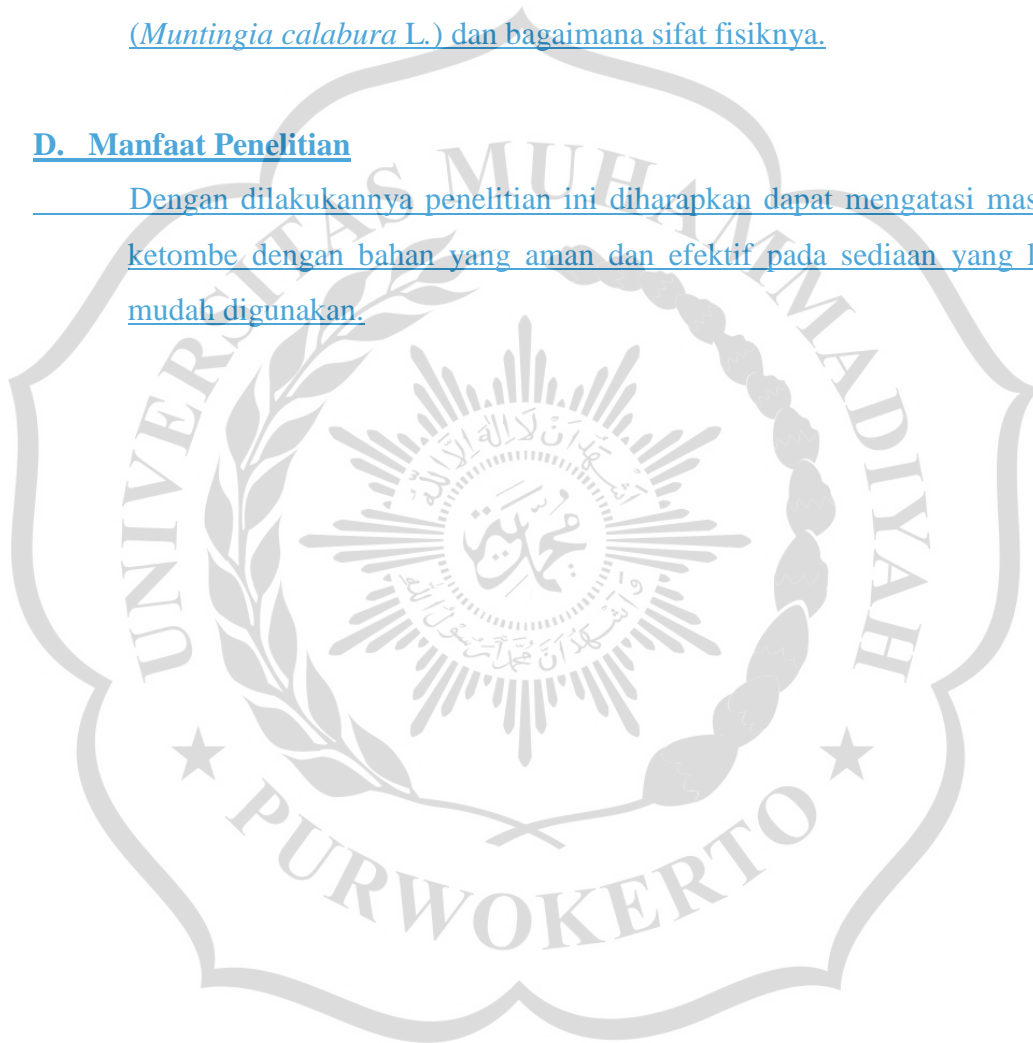 (Muntingia calabura L.) dan bagaimana sifat fisiknya.
D. Manfaat Penelitian
Dengan dilakukannya penelitian ini diharapkan dapat mengatasi
ketombe dengan bahan yang aman dan efektif pada sediaan yang
mudah digunakan.
UNIVERSITAS MUHAMMADIYAH
PURWOKERTO